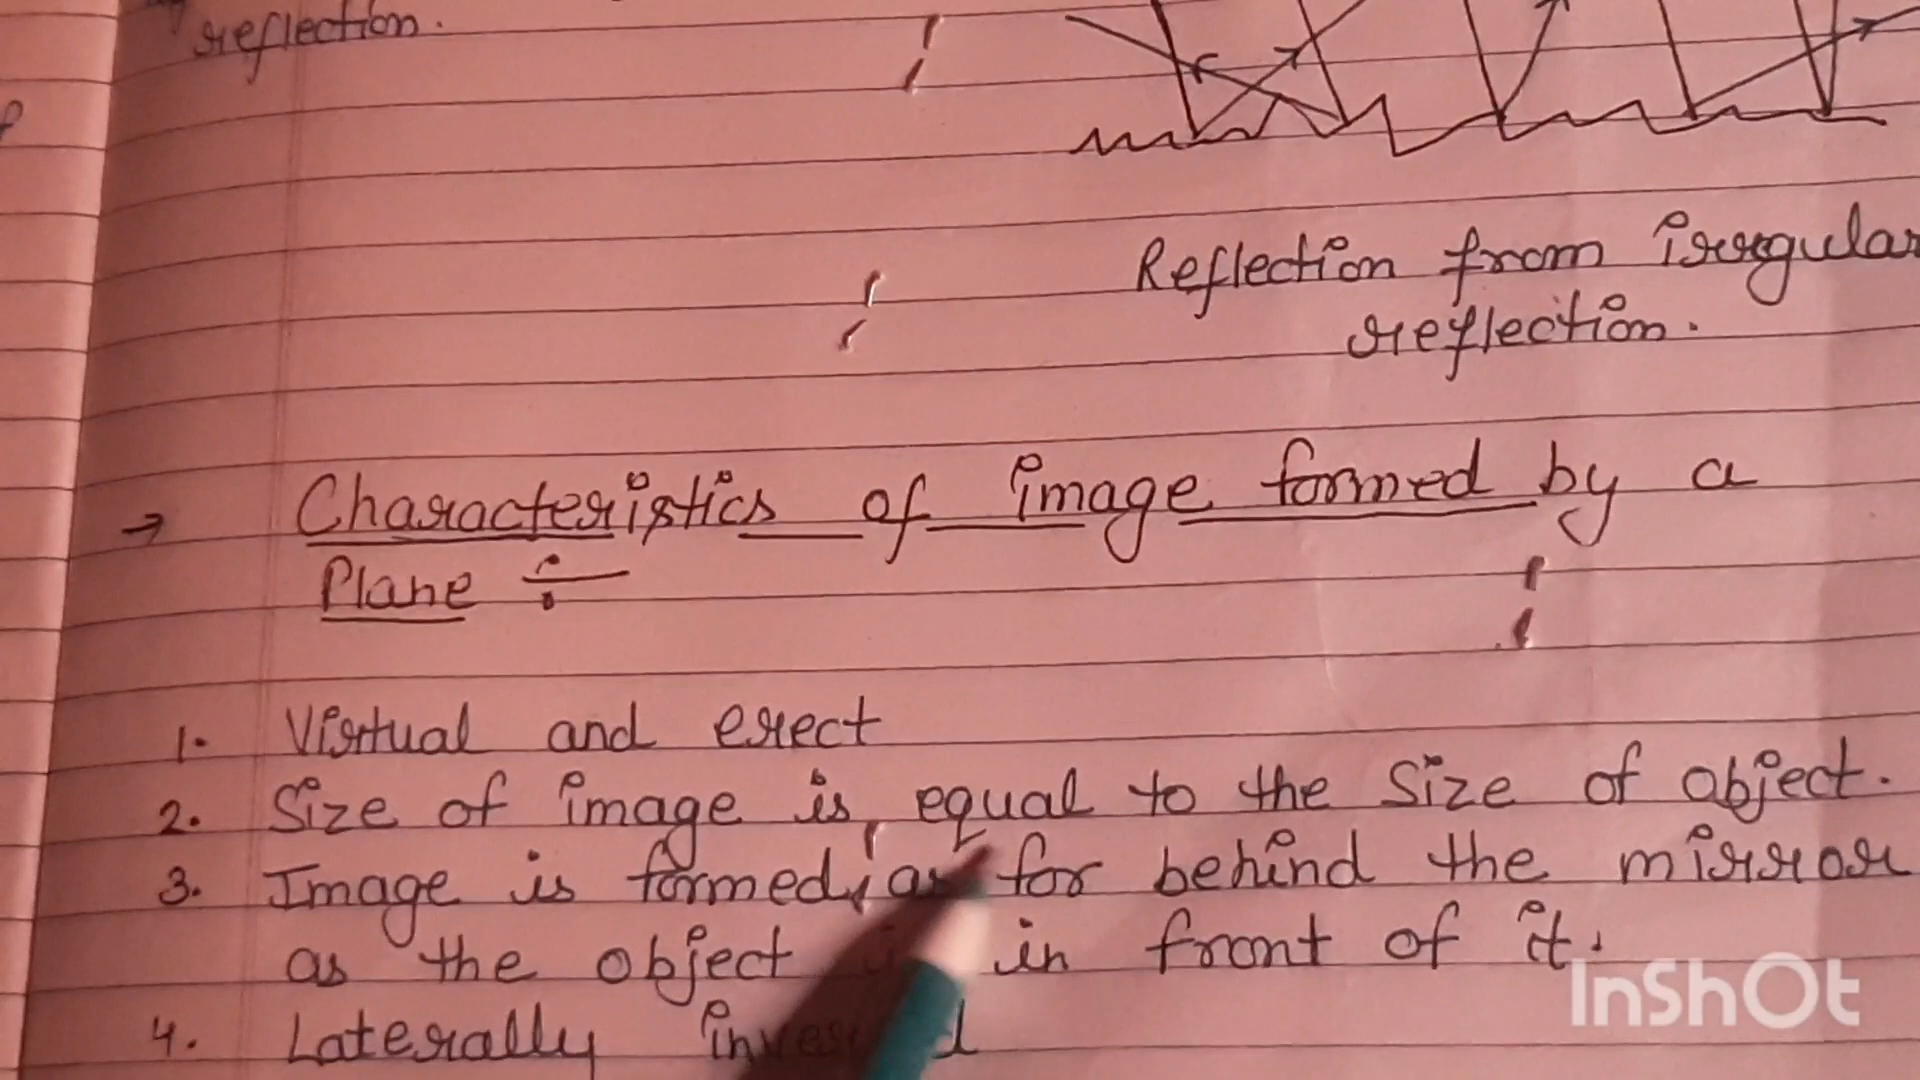 reflection.
Reflection from irregular
reflection.
→ Characteristics of image formed by a
Plane ÷
1. Virtual and erect
2. Size of image is equal to the size of object.
3. Image is formed, as for behind the mirror
as the object in front of it.
4. Laterally
InShOt